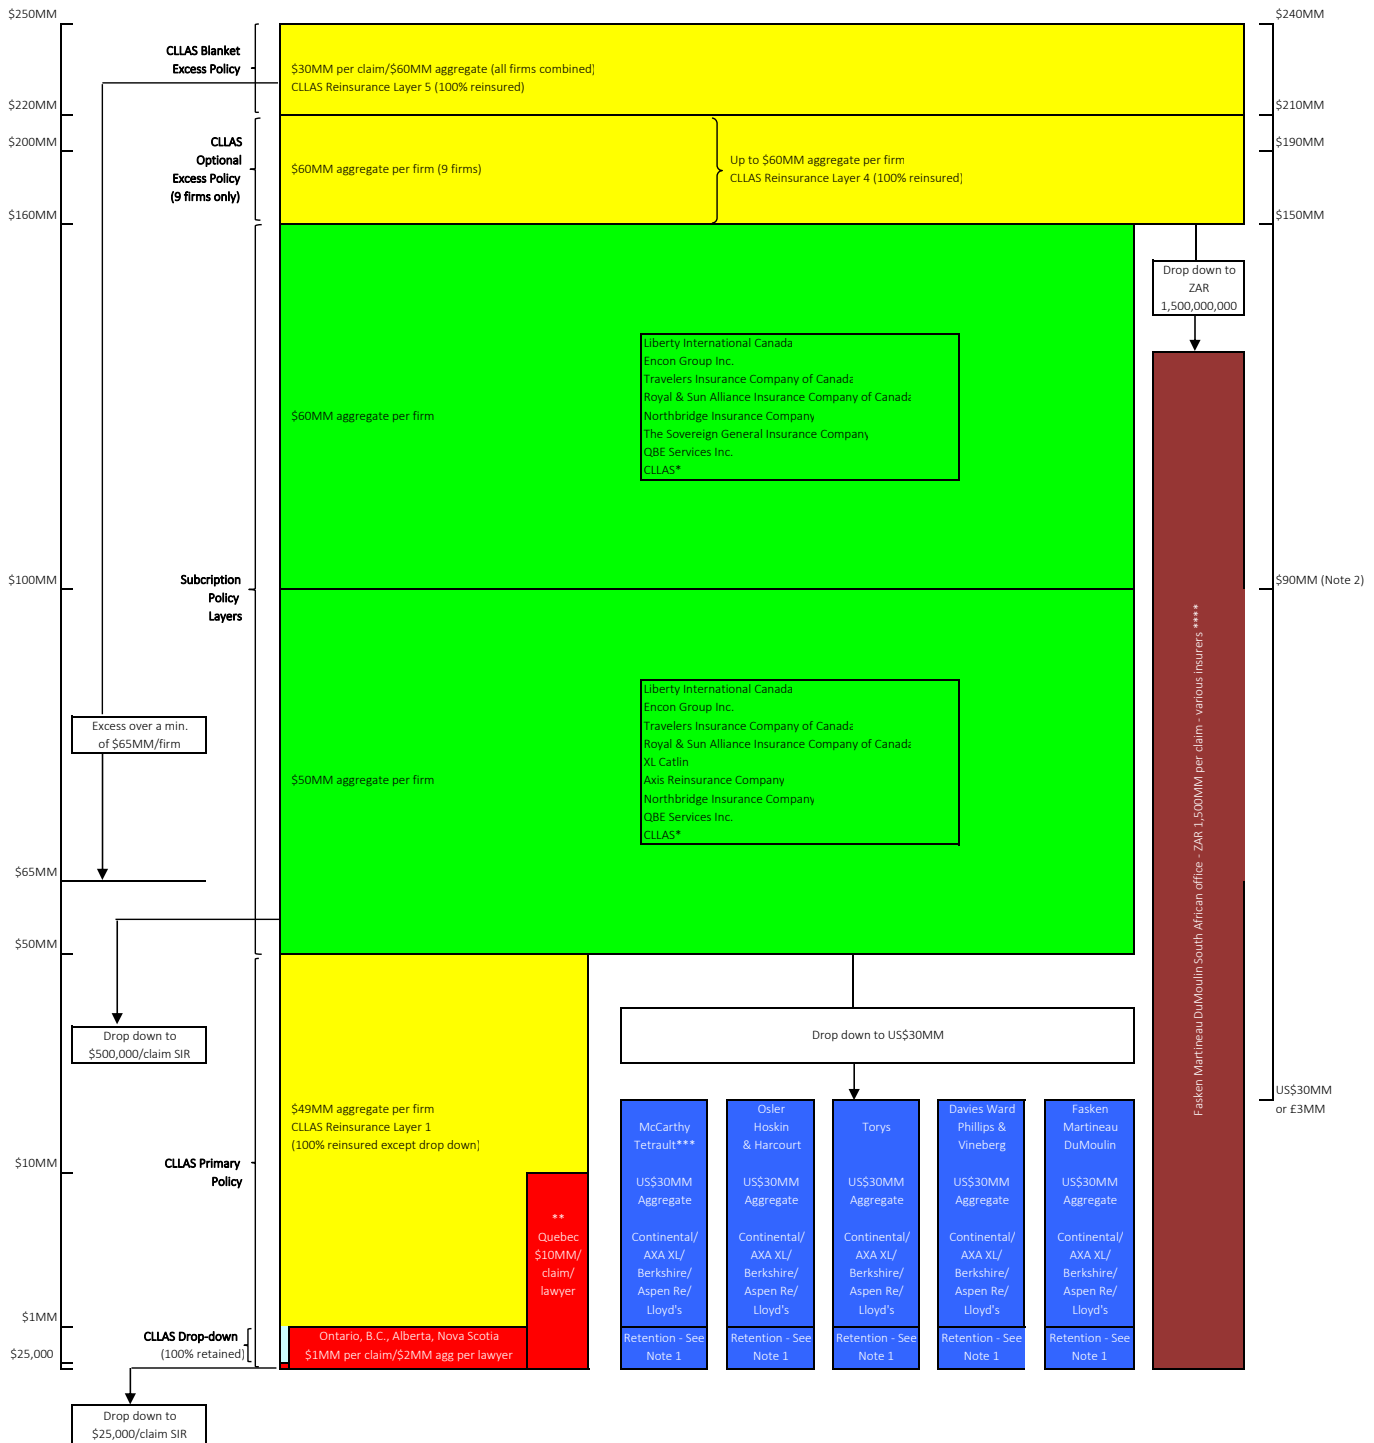 $250MM
$240MM
CLLAS Blanket
Excess Policy
$30MM per claim/$60MM aggregate (all firms combined)
CLLAS Reinsurance Layer 5 (100% reinsured)
$220MM
$210MM
$200MM
$190MM
CLLAS
Optional
Excess Policy
(9 firms only)
$60MM aggregate per firm (9 firms)
Up to $60MM aggregate per firm
CLLAS Reinsurance Layer 4 (100% reinsured)
$160MM
$150MM
Drop down to
ZAR
1,500,000,000
Liberty International Canada
Encon Group Inc.
Travelers Insurance Company of Canada
Royal & Sun Alliance Insurance Company of Canada
Northbridge Insurance Company
The Sovereign General Insurance Company
QBE Services Inc.
CLLAS*
$60MM aggregate per firm
$100MM
$90MM (Note 2)
Subcription
Policy
Layers
Liberty International Canada
Encon Group Inc.
Travelers Insurance Company of Canada
Royal & Sun Alliance Insurance Company of Canada
XL Catlin
Axis Reinsurance Company
Northbridge Insurance Company
QBE Services Inc.
CLLAS*
$50MM aggregate per firm
Excess over a min.
of $65MM/firm
Fasken Martineau DuMoulin South African office - ZAR 1,500MM per claim - various insurers ****
$65MM
$50MM
Drop down to
$500,000/claim SIR
Drop down to US$30MM
US$30MM
or £3MM
$49MM aggregate per firm
CLLAS Reinsurance Layer 1
(100% reinsured except drop down)
CLLAS Primary
Policy
$10MM
**
Quebec
$10MM/
claim/
lawyer
McCarthy
Tetrault***
US$30MM
Aggregate
Continental/
AXA XL/
Berkshire/
Aspen Re/
Lloyd's
Retention - See
Note 1
Osler
Hoskin
& Harcourt
US$30MM
Aggregate
Continental/
AXA XL/
Berkshire/
Aspen Re/
Lloyd's
Retention - See
Note 1
Torys
US$30MM
Aggregate
Continental/
AXA XL/
Berkshire/
Aspen Re/
Lloyd's
Retention - See
Note 1
Davies Ward
Phillips &
Vineberg
US$30MM
Aggregate
Continental/
AXA XL/
Berkshire/
Aspen Re/
Lloyd's
Retention - See
Note 1
Fasken
Martineau
DuMoulin
US$30MM
Aggregate
Continental/
AXA XL/
Berkshire/
Aspen Re/
Lloyd's
Retention - See
Note 1
$1MM
CLLAS Drop-down
(100% retained)
Ontario, B.C., Alberta, Nova Scotia
$1MM per claim/$2MM agg per lawyer
$25,000
Drop down to
$25,000/claim SIR